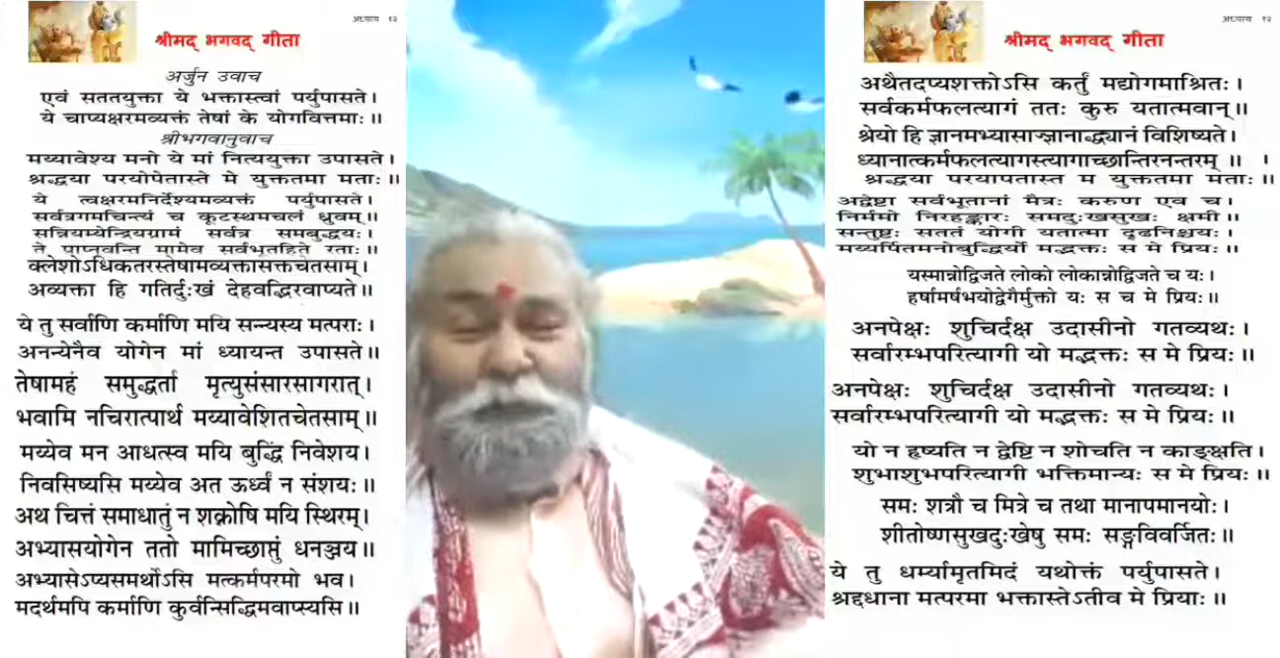 अध्याय १२
श्रीमद् भगवद् गीता
अर्जुन उवाच
एवं सततयुक्ता ये भक्तास्त्वां पर्युपासते।
ये चाप्यक्षरमव्यक्तं तेषां के योगवित्तमाः॥
श्रीभगवानुवाच
मय्यावेश्य मनो ये मां नित्ययुक्ता उपासते।
श्रद्धया परयोपेतास्ते मे युक्ततमा मताः॥
ये त्वक्षरमनिर्देश्यमव्यक्तं पर्युपासते।
सर्वत्रगमचिन्त्यं च कूटस्थमचलं ध्रुवम्॥
सन्नियम्येन्द्रियग्रामं सर्वत्र समबुद्धयः।
ते प्राप्नुवन्ति मामेव सर्वभूतहिते रताः॥
क्लेशोऽधिकतरस्तेषामव्यक्तासक्तचेतसाम्।
अव्यक्ता हि गतिर्दुःखं देहवद्भिरवाप्यते॥
ये तु सर्वाणि कर्माणि मयि सन्न्यस्य मत्पराः।
अनन्येनैव योगेन मां ध्यायन्त उपासते॥
तेषामहं समुद्धर्ता मृत्युसंसारसागरात्।
भवामि नचिरात्पार्थ मय्यावेशितचेतसाम्॥
मय्येव मन आधत्स्व मयि बुद्धिं निवेशय।
निवसिष्यसि मय्येव अत ऊर्ध्वं न संशयः॥
अथ चित्तं समाधातुं न शक्नोषि मयि स्थिरम्।
अभ्यासयोगेन ततो मामिच्छाप्तुं धनञ्जय॥
अभ्यासेऽप्यसमर्थोऽसि मत्कर्मपरमो भव।
मदर्थमपि कर्माणि कुर्वन्सिद्धिमवाप्स्यसि॥
अध्याय १२
श्रीमद् भगवद् गीता
अथैतदप्यशक्तोऽसि कर्तुं मद्योगमाश्रितः।
सर्वकर्मफलत्यागं ततः कुरु यतात्मवान्॥
श्रेयो हि ज्ञानमभ्यासाज्ज्ञानाद्ध्यानं विशिष्यते।
ध्यानात्कर्मफलत्यागस्त्यागाच्छान्तिरनन्तरम्॥ ।
श्रद्धया परयापतास्त म युक्ततमा मताः॥
अद्वेष्टा सर्वभूतानां मैत्रः करुण एव च।
निर्ममो निरहङ्कारः समदुःखसुखः क्षमी॥
सन्तुष्टः सततं योगी यतात्मा दृढनिश्चयः।
मय्यर्पितमनोबुद्धिर्यो मद्भक्तः स मे प्रियः॥
यस्मान्नोद्विजते लोको लोकान्नोद्विजते च यः।
हर्षामर्षभयोद्वेगैर्मुक्तो यः स च मे प्रियः॥
अनपेक्षः शुचिर्दक्ष उदासीनो गतव्यथः।
सर्वारम्भपरित्यागी यो मद्भक्तः स मे प्रियः॥
अनपेक्षः शुचिर्दक्ष उदासीनो गतव्यथः।
सर्वारम्भपरित्यागी यो मद्भक्तः स मे प्रियः॥
यो न हृष्यति न द्वेष्टि न शोचति न काङ्क्षति।
शुभाशुभपरित्यागी भक्तिमान्यः स मे प्रियः॥
समः शत्रौ च मित्रे च तथा मानापमानयोः।
शीतोष्णसुखदुःखेषु समः सङ्गविवर्जितः॥
ये तु धर्म्यामृतमिदं यथोक्तं पर्युपासते।
श्रद्दधाना मत्परमा भक्तास्तेऽतीव मे प्रियाः॥